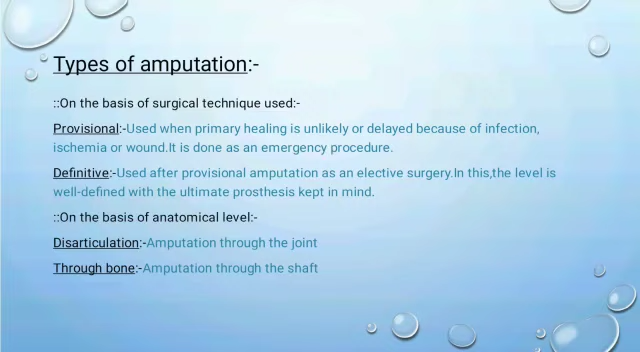 Types of amputation:-
::On the basis of surgical technique used:-
Provisional:-Used when primary healing is unlikely or delayed because of infection,
ischemia or wound.It is done as an emergency procedure.
Definitive:-Used after provisional amputation as an elective surgery.In this,the level is
well-defined with the ultimate prosthesis kept in mind.
::On the basis of anatomical level:-
Disarticulation:-Amputation through the joint
Through bone:-Amputation through the shaft